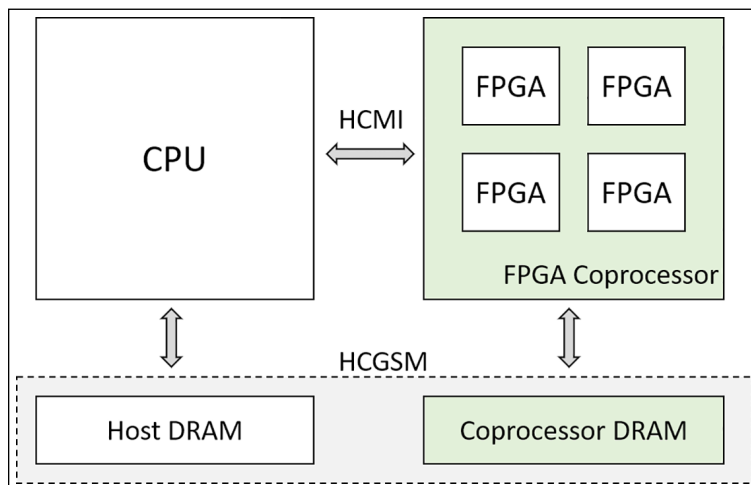 CPU
HCMI
FPGA FPGA
FPGA FPGA
FPGA Coprocessor
HCGSM
Host DRAM
Coprocessor DRAM